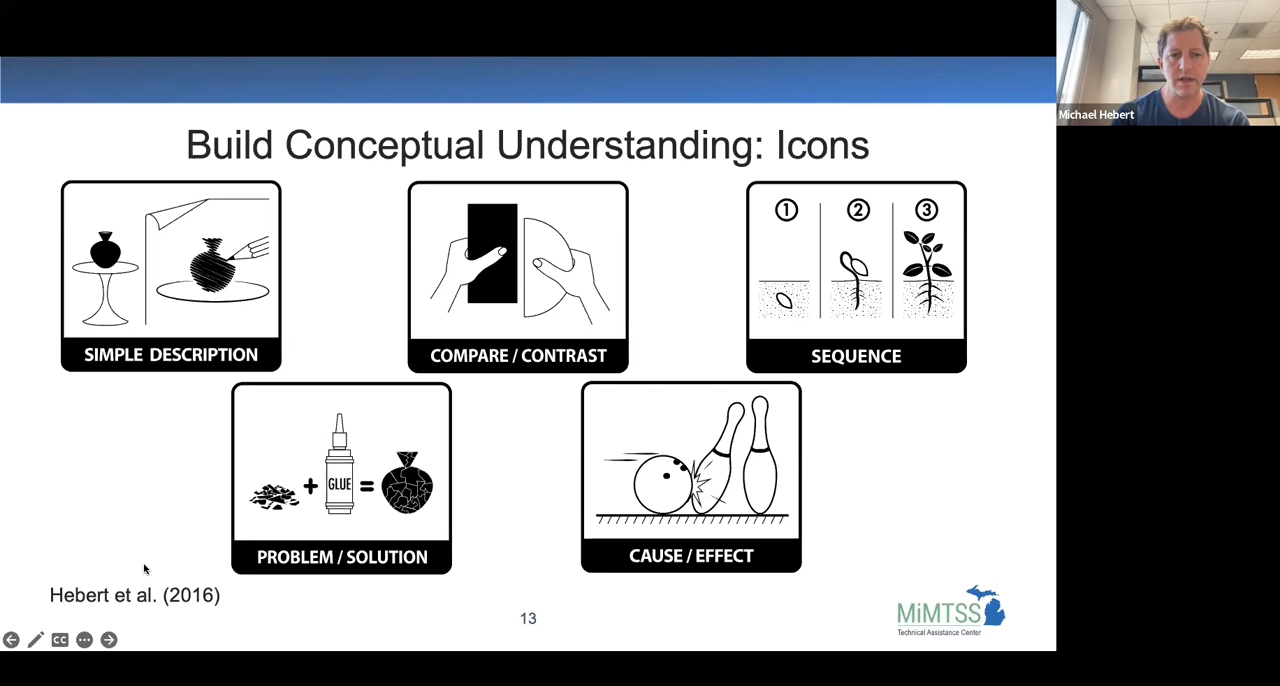 Michael Hebert
Build Conceptual Understanding: Icons
1
2
3
SIMPLE DESCRIPTION
COMPARE / CONTRAST
SEQUENCE
+
GLUE
=
PROBLEM / SOLUTION
CAUSE / EFFECT
Hebert et al. (2016)
13
MiMTSS
Technical Assistance Center
CC